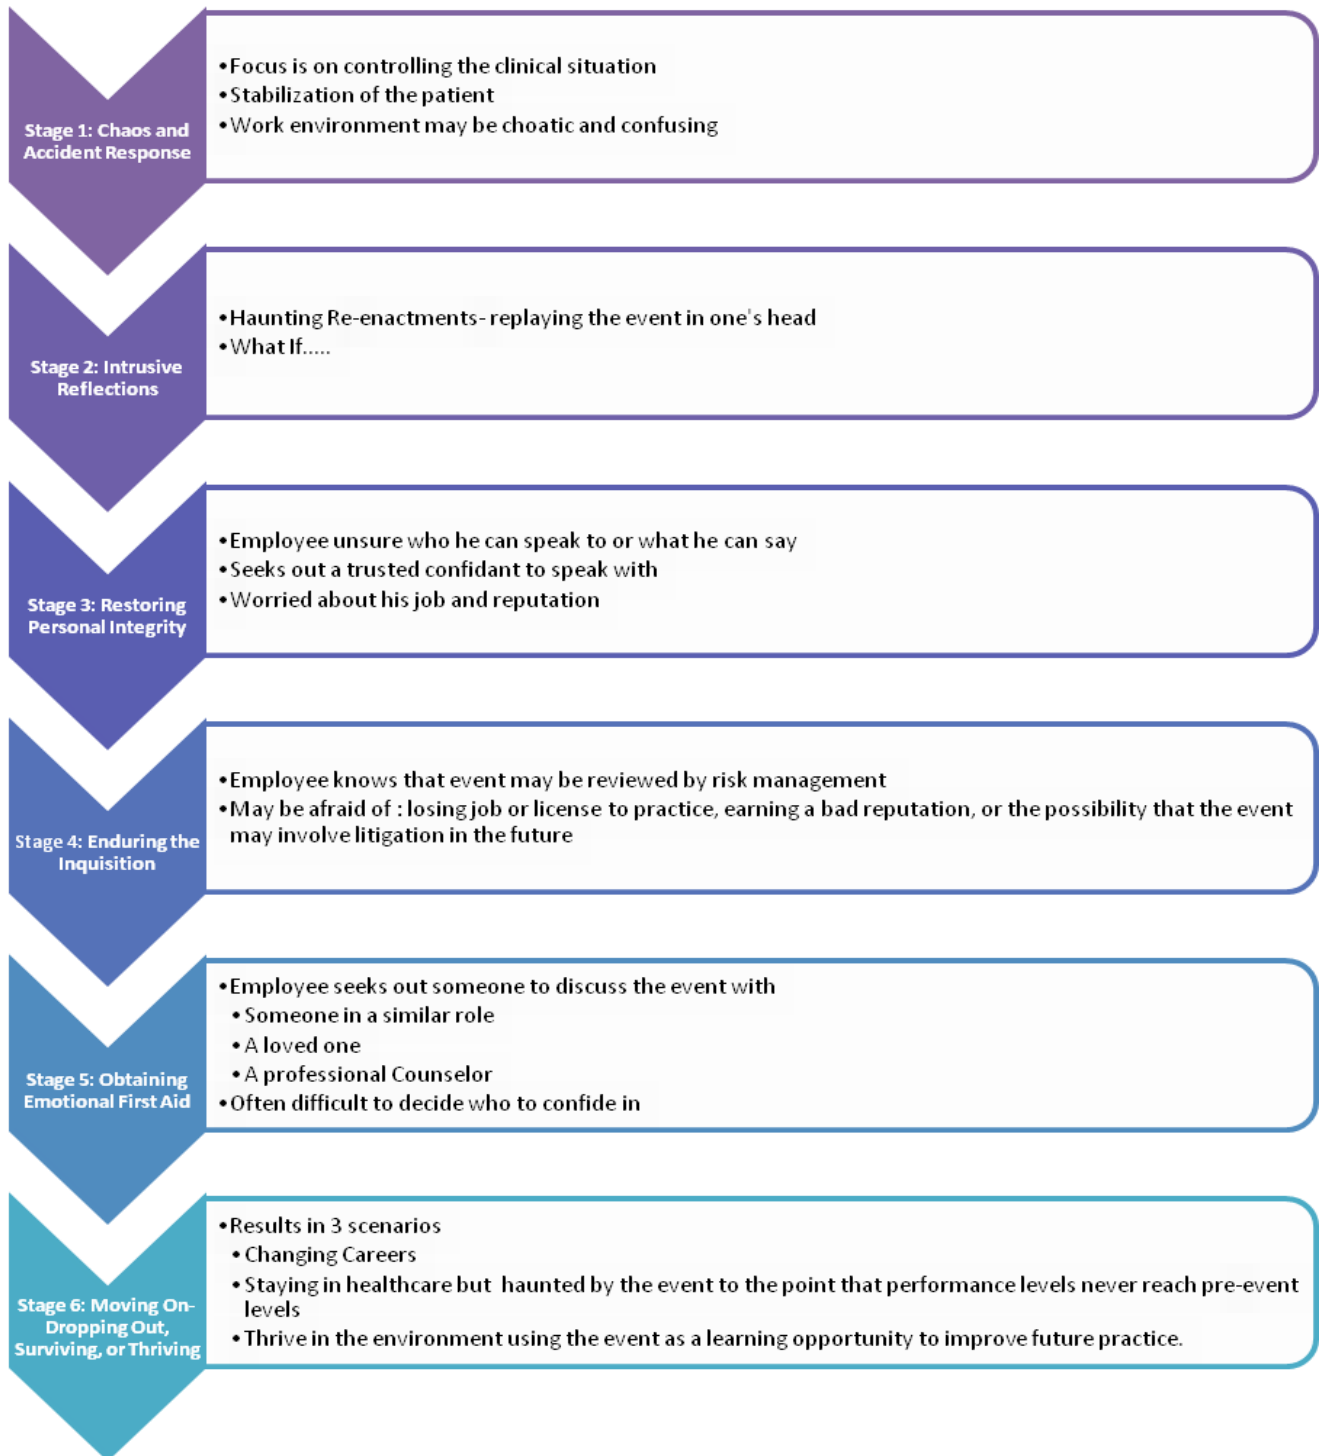 Stage 1: Chaos and
Accident Response
•Focus is on controlling the clinical situation
•Stabilization of the patient
•Work environment may be choatic and confusing
Stage 2: Intrusive
Reflections
•Haunting Re-enactments- replaying the event in one's head
•What If.....
Stage 3: Restoring
Personal Integrity
•Employee unsure who he can speak to or what he can say
•Seeks out a trusted confidant to speak with
•Worried about his job and reputation
Stage 4: Enduring the
Inquisition
•Employee knows that event may be reviewed by risk management
•May be afraid of : losing job or license to practice, earning a bad reputation, or the possibility that the event
may involve litigation in the future
Stage 5: Obtaining
Emotional First Aid
•Employee seeks out someone to discuss the event with
•Someone in a similar role
•A loved one
•A professional Counselor
•Often difficult to decide who to confide in
Stage 6: Moving On-
Dropping Out,
Surviving, or Thriving
•Results in 3 scenarios
•Changing Careers
•Staying in healthcare but haunted by the event to the point that performance levels never reach pre-event
levels
•Thrive in the environment using the event as a learning opportunity to improve future practice.